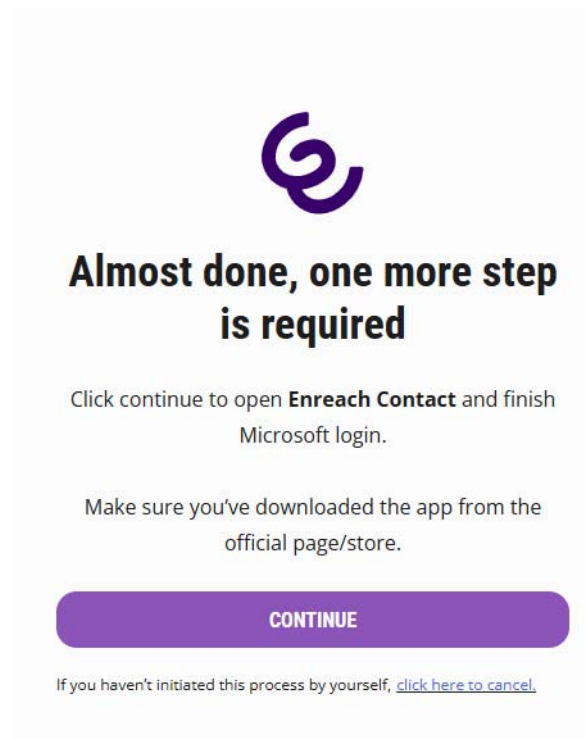 Almost done, one more step
is required
Click continue to open Enreach Contact and finish
Microsoft login.
Make sure you’ve downloaded the app from the
official page/store.
CONTINUE
If you haven’t initiated this process by yourself, click here to cancel.